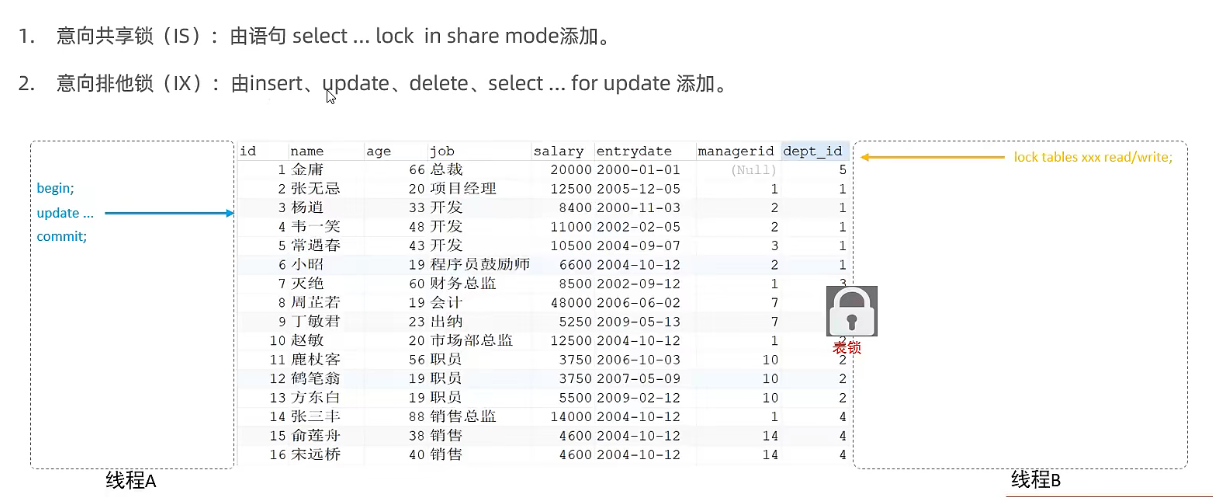 1. 意向共享锁（IS）：由语句 select ... lock in share mode添加。
2. 意向排他锁（IX）：由insert、update、delete、select ... for update 添加。
id name age job salary entrydate managerid dept_id
1 金庸 66 总裁 20000 2000-01-01 (Null) 5
2 张无忌 20 项目经理 12500 2005-12-05 1 1
3 杨逍 33 开发 8400 2000-11-03 2 1
4 韦一笑 48 开发 11000 2002-02-05 2 1
5 常遇春 43 开发 10500 2004-09-07 3 1
6 小昭 19 程序员鼓励师 6600 2004-10-12 2 1
7 灭绝 60 财务总监 8500 2002-09-12 1 3
8 周芷若 19 会计 48000 2006-06-02 7
9 丁敏君 23 出纳 5250 2009-05-13 7
10 赵敏 20 市场部总监 12500 2004-10-12 1 2
11 鹿杖客 56 职员 3750 2006-10-03 10 2
12 鹤笔翁 19 职员 3750 2007-05-09 10 2
13 方东白 19 职员 5500 2009-02-12 10 2
14 张三丰 88 销售总监 14000 2004-10-12 1 4
15 俞莲舟 38 销售 4600 2004-10-12 14 4
16 宋远桥 40 销售 4600 2004-10-12 14 4
begin;
update ...
commit;
线程A
lock tables xxx read/write;
表锁
线程B